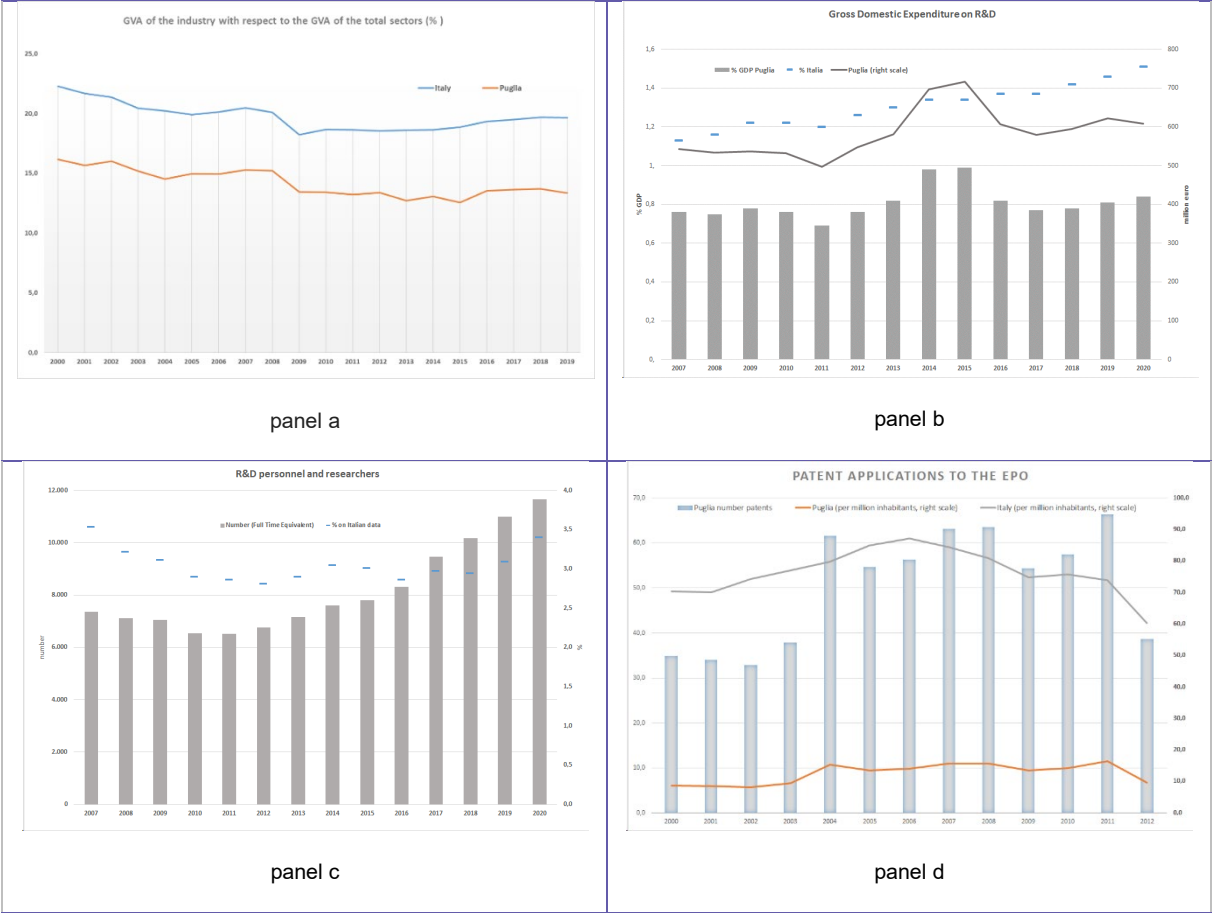 GVA of the industry with respect to the GVA of the total sectors (% )
25,0
Italy Puglia
20,0
15,0
10,0
5,0
0,0
2000 2001 2002 2003 2004 2005 2006 2007 2008 2009 2010 2011 2012 2013 2014 2015 2016 2017 2018 2019
panel a
Gross Domestic Expenditure on R&D
1,6 800
% GDP Puglia % Italia Puglia (right scale)
1,4 700
1,2 600
1, 500
0,8 400
% GDP
million euro
0,6 300
0,4 200
0,2 100
0, 0
2007 2008 2009 2010 2011 2012 2013 2014 2015 2016 2017 2018 2019 2020
panel b
R&D personnel and researchers
12.000 4,0
Number (Full Time Equivalent) % on Italian data
3,5
10.000
3,0
8.000
2,5
number
6.000 2,0
%
1,5
4.000
1,0
2.000
0,5
0 0,0
2007 2008 2009 2010 2011 2012 2013 2014 2015 2016 2017 2018 2019 2020
panel c
PATENT APPLICATIONS TO THE EPO
70,0 100,0
Puglia number patents Puglia (per million inhabitants, right scale) Italy (per million inhabitants, right scale)
90,0
60,0
80,0
50,0
70,0
60,0
40,0
50,0
30,0
40,0
30,0
20,0
20,0
10,0
10,0
0,0 0,0
2000 2001 2002 2003 2004 2005 2006 2007 2008 2009 2010 2011 2012
panel d